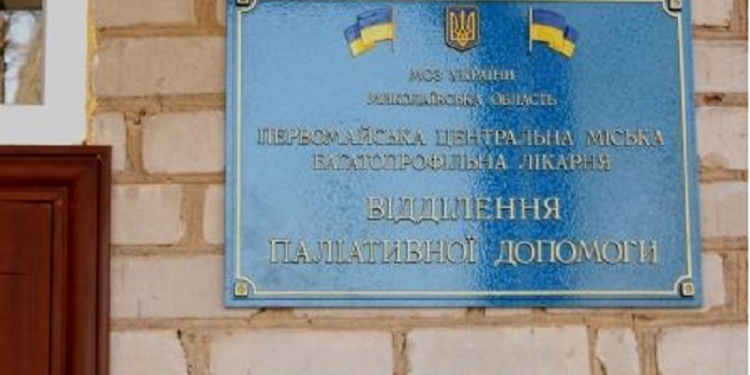 МОЗ УКРАЇНИ
МИКОЛАЇВСЬКА ОБЛАСТЬ
ПЕРВОМАЙСЬКА ЦЕНТРАЛЬНА МІСЬКА
БАГАТОПРОФІЛЬНА ЛІКАРНЯ
ВІДДІЛЕННЯ
ПАЛІАТИВНОЇ ДОПОМОГИ